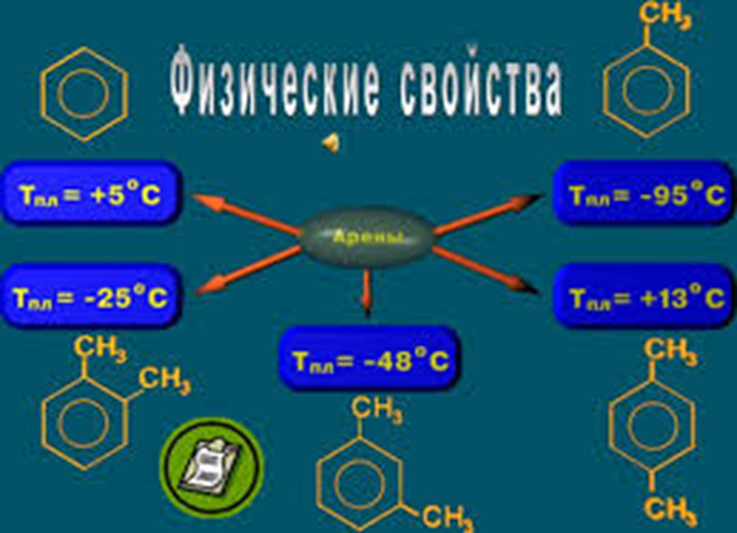 CH₃
Физические свойства
Tпл = +5°C
Tпл = -95°C
Арены
Tпл = -25°C
Tпл = +13°C
Tпл = -48°C
CH₃
CH₃
CH₃
CH₃
CH₃
CH₃